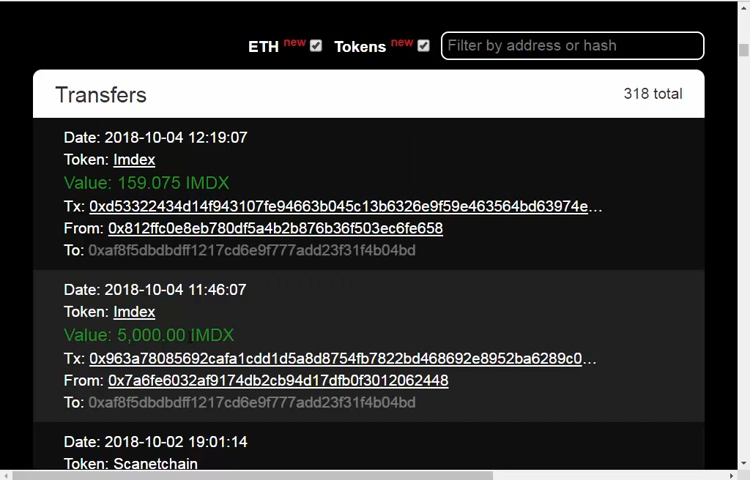 ETH new Tokens new Filter by address or hash
Transfers 318 total
Date: 2018-10-04 12:19:07
Token: Imdex
Value: 159.075 IMDX
Tx: 0xd53322434d14f943107fe94663b045c13b6326e9f59e463564bd63974e...
From: 0x812ffc0e8eb780df5a4b2b876b36f503ec6fe658
To: 0xaf8f5dbdbdff1217cd6e9f777add23f31f4b04bd
Date: 2018-10-04 11:46:07
Token: Imdex
Value: 5,000.00 IMDX
Tx: 0x963a78085692cafa1cdd1d5a8d8754fb7822bd468692e8952ba6289c0...
From: 0x7a6fe6032af9174db2cb94d17dfb0f3012062448
To: 0xaf8f5dbdbdff1217cd6e9f777add23f31f4b04bd
Date: 2018-10-02 19:01:14
Token: Scanetchain